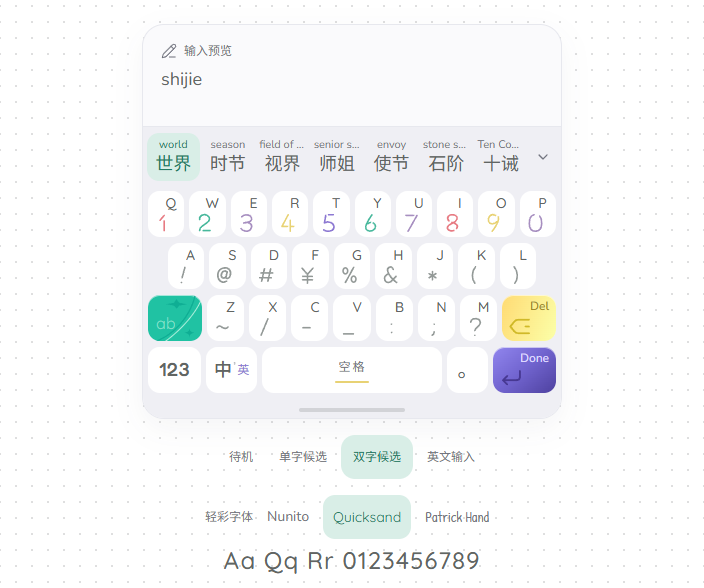 输入预览
shijie
world season field of ... senior s... envoy stone s... Ten Co...
世界 时节 视界 师姐 使节 石阶 十诫
Q W E R T Y U I O P
1 2 3 4 5 6 7 8 9 0
A S D F G H J K L
! @ # ¥ % & * ( )
Z X C V B N M Del
ab ~ / – _ : ; ?
Done
123 中 英 空格 。
待机 单字候选 双字候选 英文输入
轻彩字体 Nunito Quicksand Patrick Hand
Aa Qq Rr 0123456789